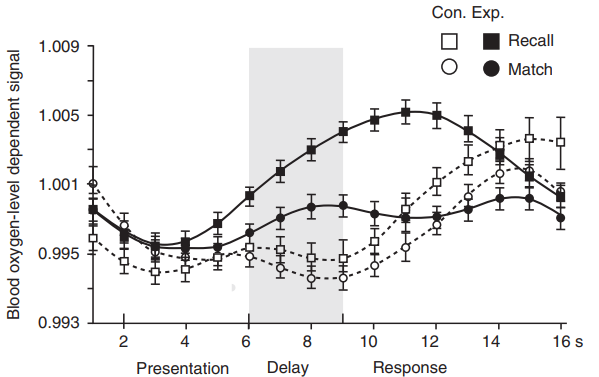 Con. Exp.
Recall
Match
Blood oxygen-level dependent signal
1.009
1.005
1.001
0.995
0.993
2 4 6 8 10 12 14 16 s
Presentation Delay Response